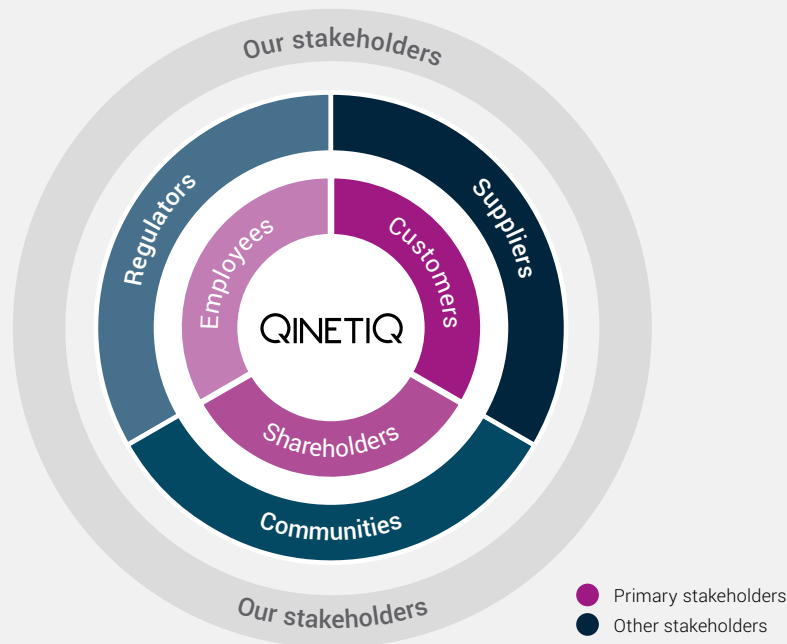 Our stakeholders
Regulators
Suppliers
Employees
Customers
QINETIQ
Shareholders
Communities
Our stakeholders
Primary stakeholders
Other stakeholders